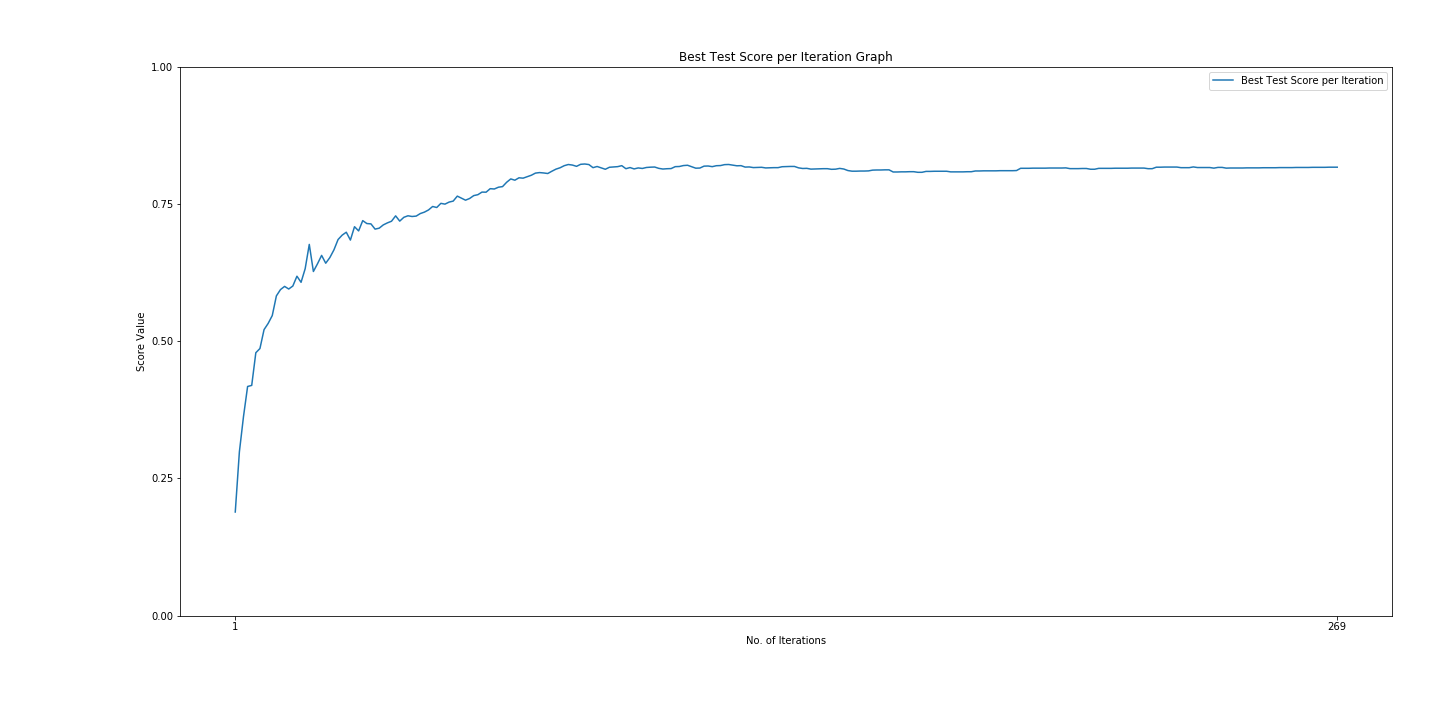 Best Test Score per Iteration Graph
1.00
Best Test Score per Iteration
0.75
0.50
Score Value
0.25
0.00
1
269
No. of Iterations